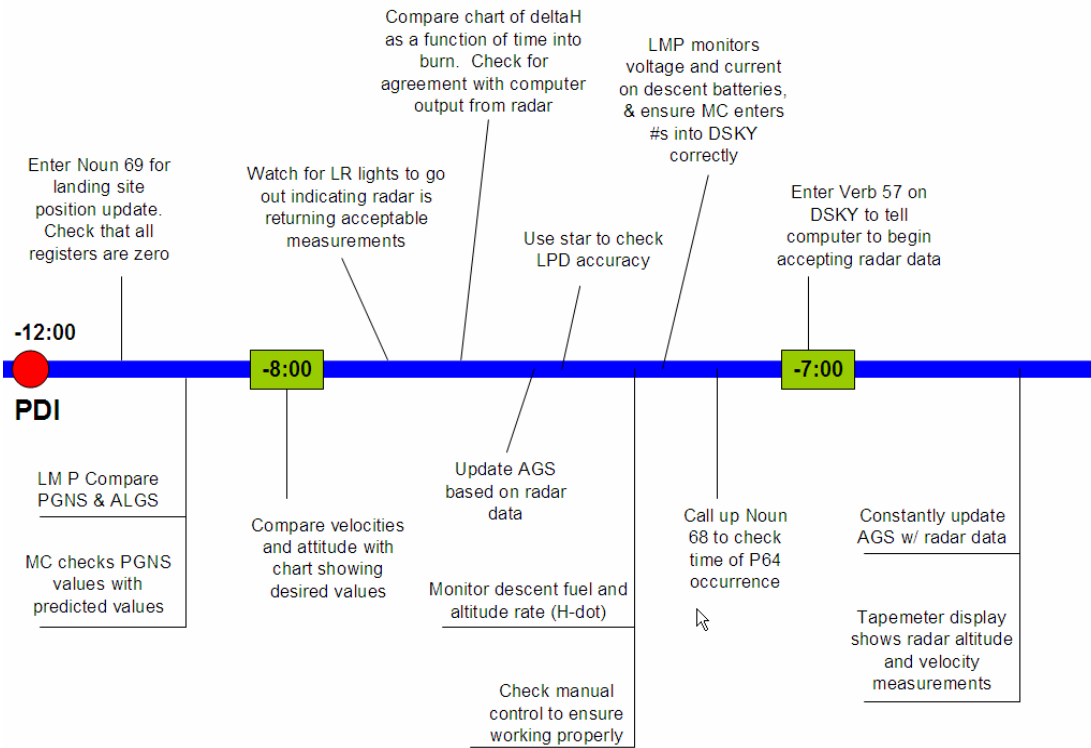 Compare chart of deltaH
as a function of time into
burn.  Check for
agreement with computer
output from radar
LMP monitors
voltage and current
on descent batteries,
& ensure MC enters
#s into DSKY
correctly
Enter Noun 69 for
landing site
position update.
Check that all
registers are zero
Watch for LR lights to go
out indicating radar is
returning acceptable
measurements
Use star to check
LPD accuracy
Enter Verb 57 on
DSKY to tell
computer to begin
accepting radar data
-12:00
-8:00
-7:00
PDI
LM P Compare
PGNS & ALGS
MC checks PGNS
values with
predicted values
Compare velocities
and attitude with
chart showing
desired values
Update AGS
based on radar
data
Monitor descent fuel and
altitude rate (H-dot)
Check manual
control to ensure
working properly
Call up Noun
68 to check
time of P64
occurrence
Constantly update
AGS w/ radar data
Tapemeter display
shows radar altitude
and velocity
measurements